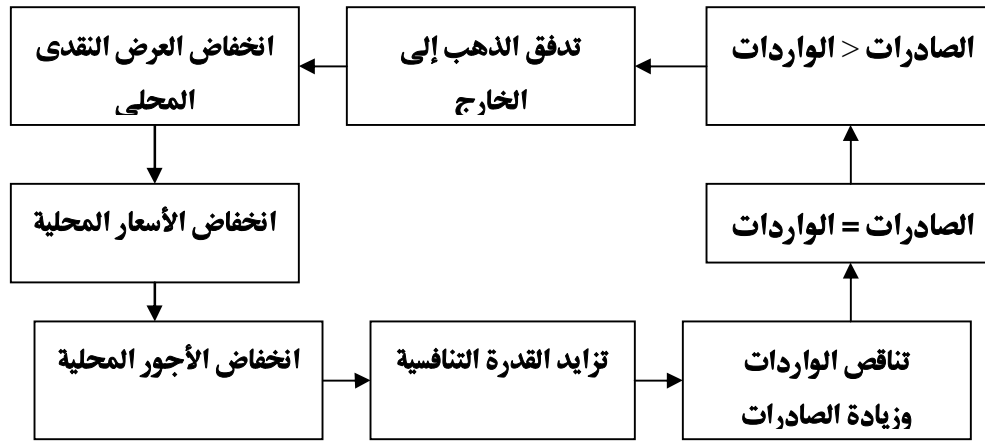 الصادرات < الواردات
تدفق الذهب إلى
الخارج
انخفاض العرض النقدى
المحلى
انخفاض الأسعار المحلية
انخفاض الأجور المحلية
تزايد القدرة التنافسية
تناقص الواردات
وزيادة الصادرات
الصادرات = الواردات